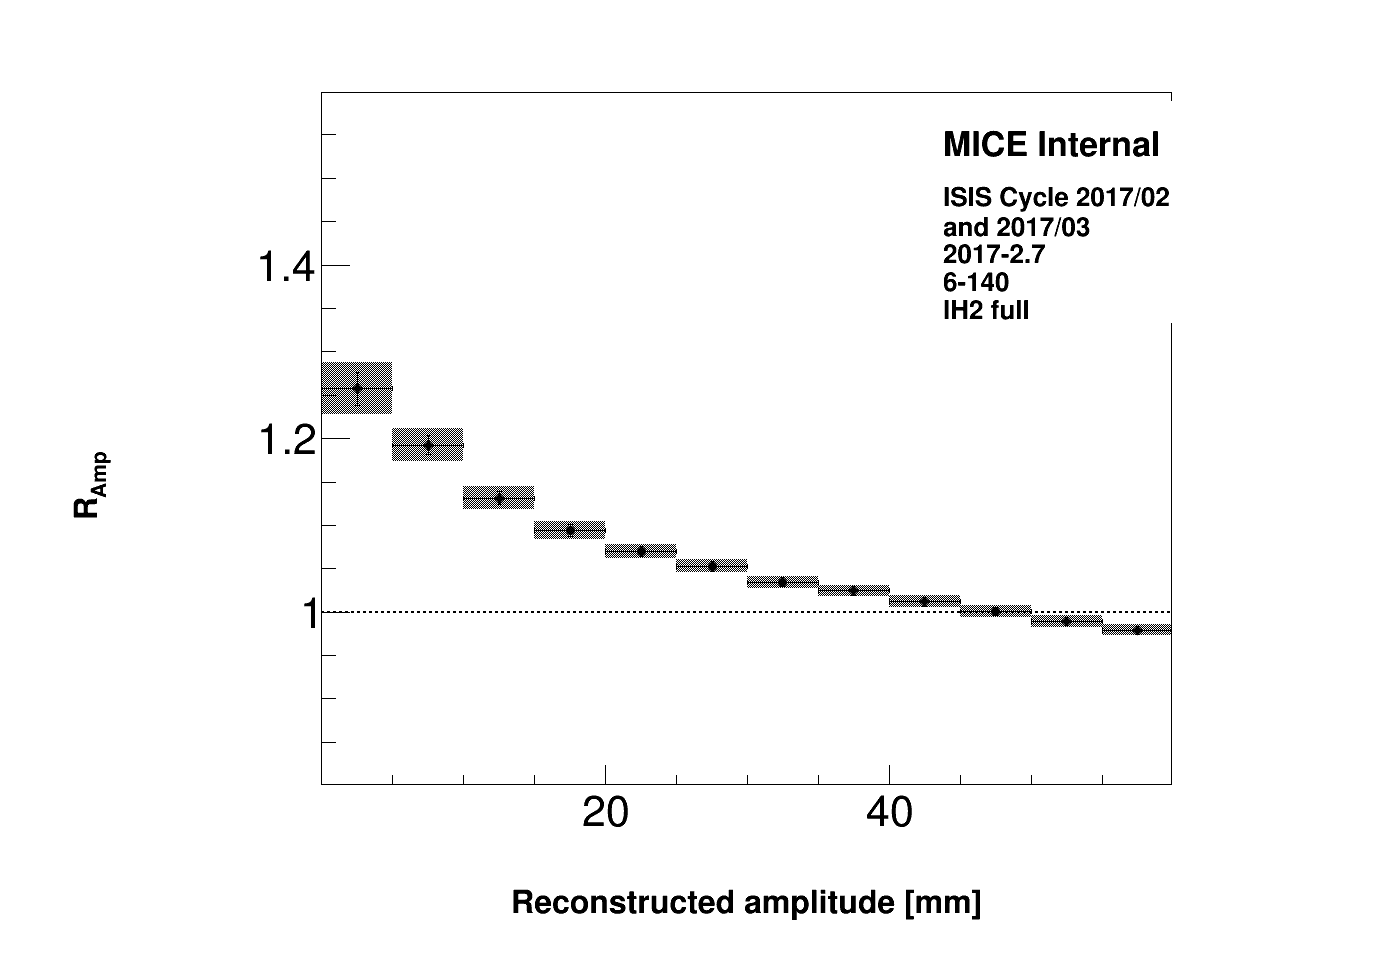 MICE Internal
ISIS Cycle 2017/02
and 2017/03
2017-2.7
6-140
IH2 full
1.4
1.2
1
R_Amp
20
40
Reconstructed amplitude [mm]